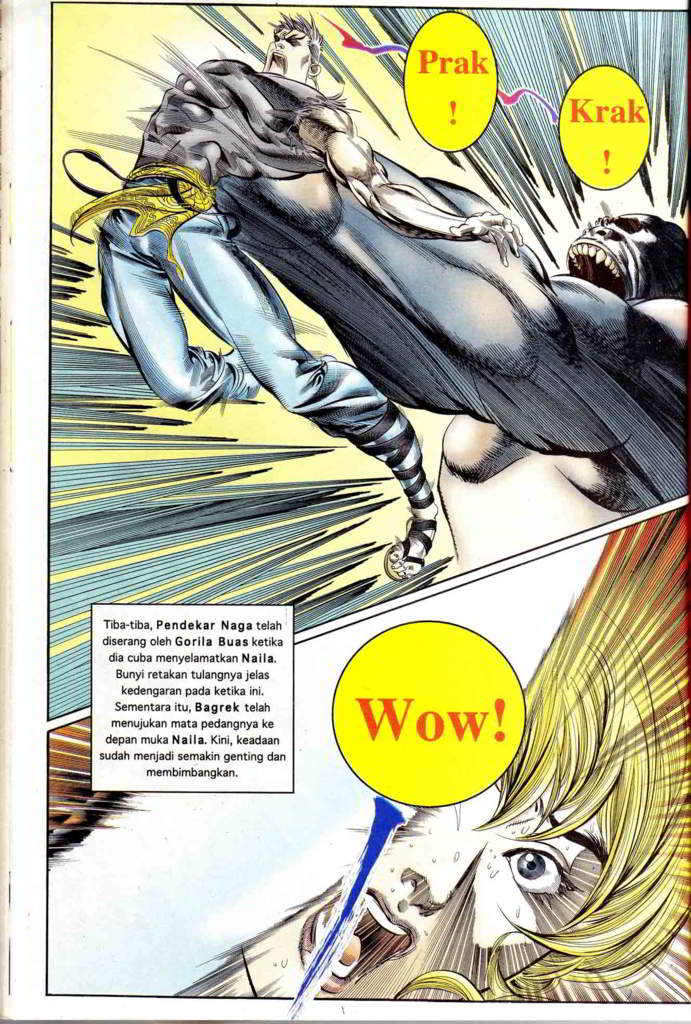 Prak
!
Krak
!
Tiba-tiba, Pendekar Naga telah
diserang oleh Gorila Buas ketika
dia cuba menyelamatkan Naila.
Bunyi retakan tulangnya jelas
kedengaran pada ketika ini.
Sementara itu, Bagrek telah
menujukan mata pedangnya ke
depan muka Naila. Kini, keadaan
sudah menjadi semakin genting dan
membimbangkan.
Wow!
1